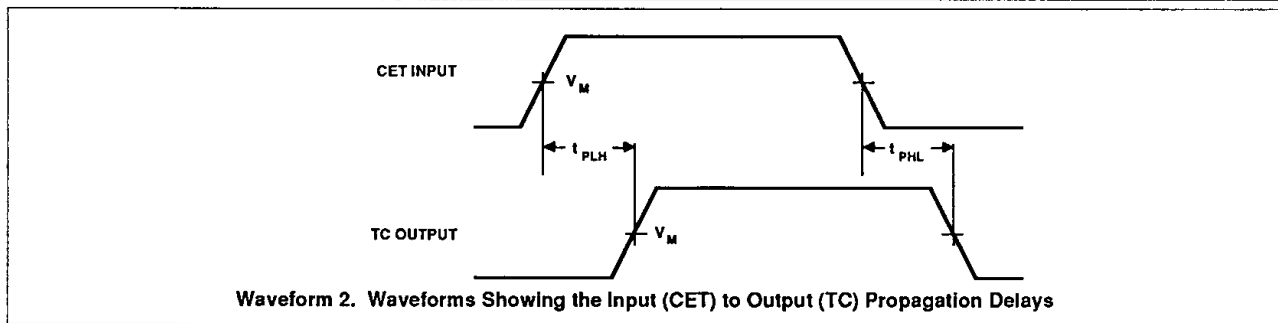 CET INPUT
V_M
t_PLH
t_PHL
TC OUTPUT
V_M
Waveform 2. Waveforms Showing the Input (CET) to Output (TC) Propagation Delays